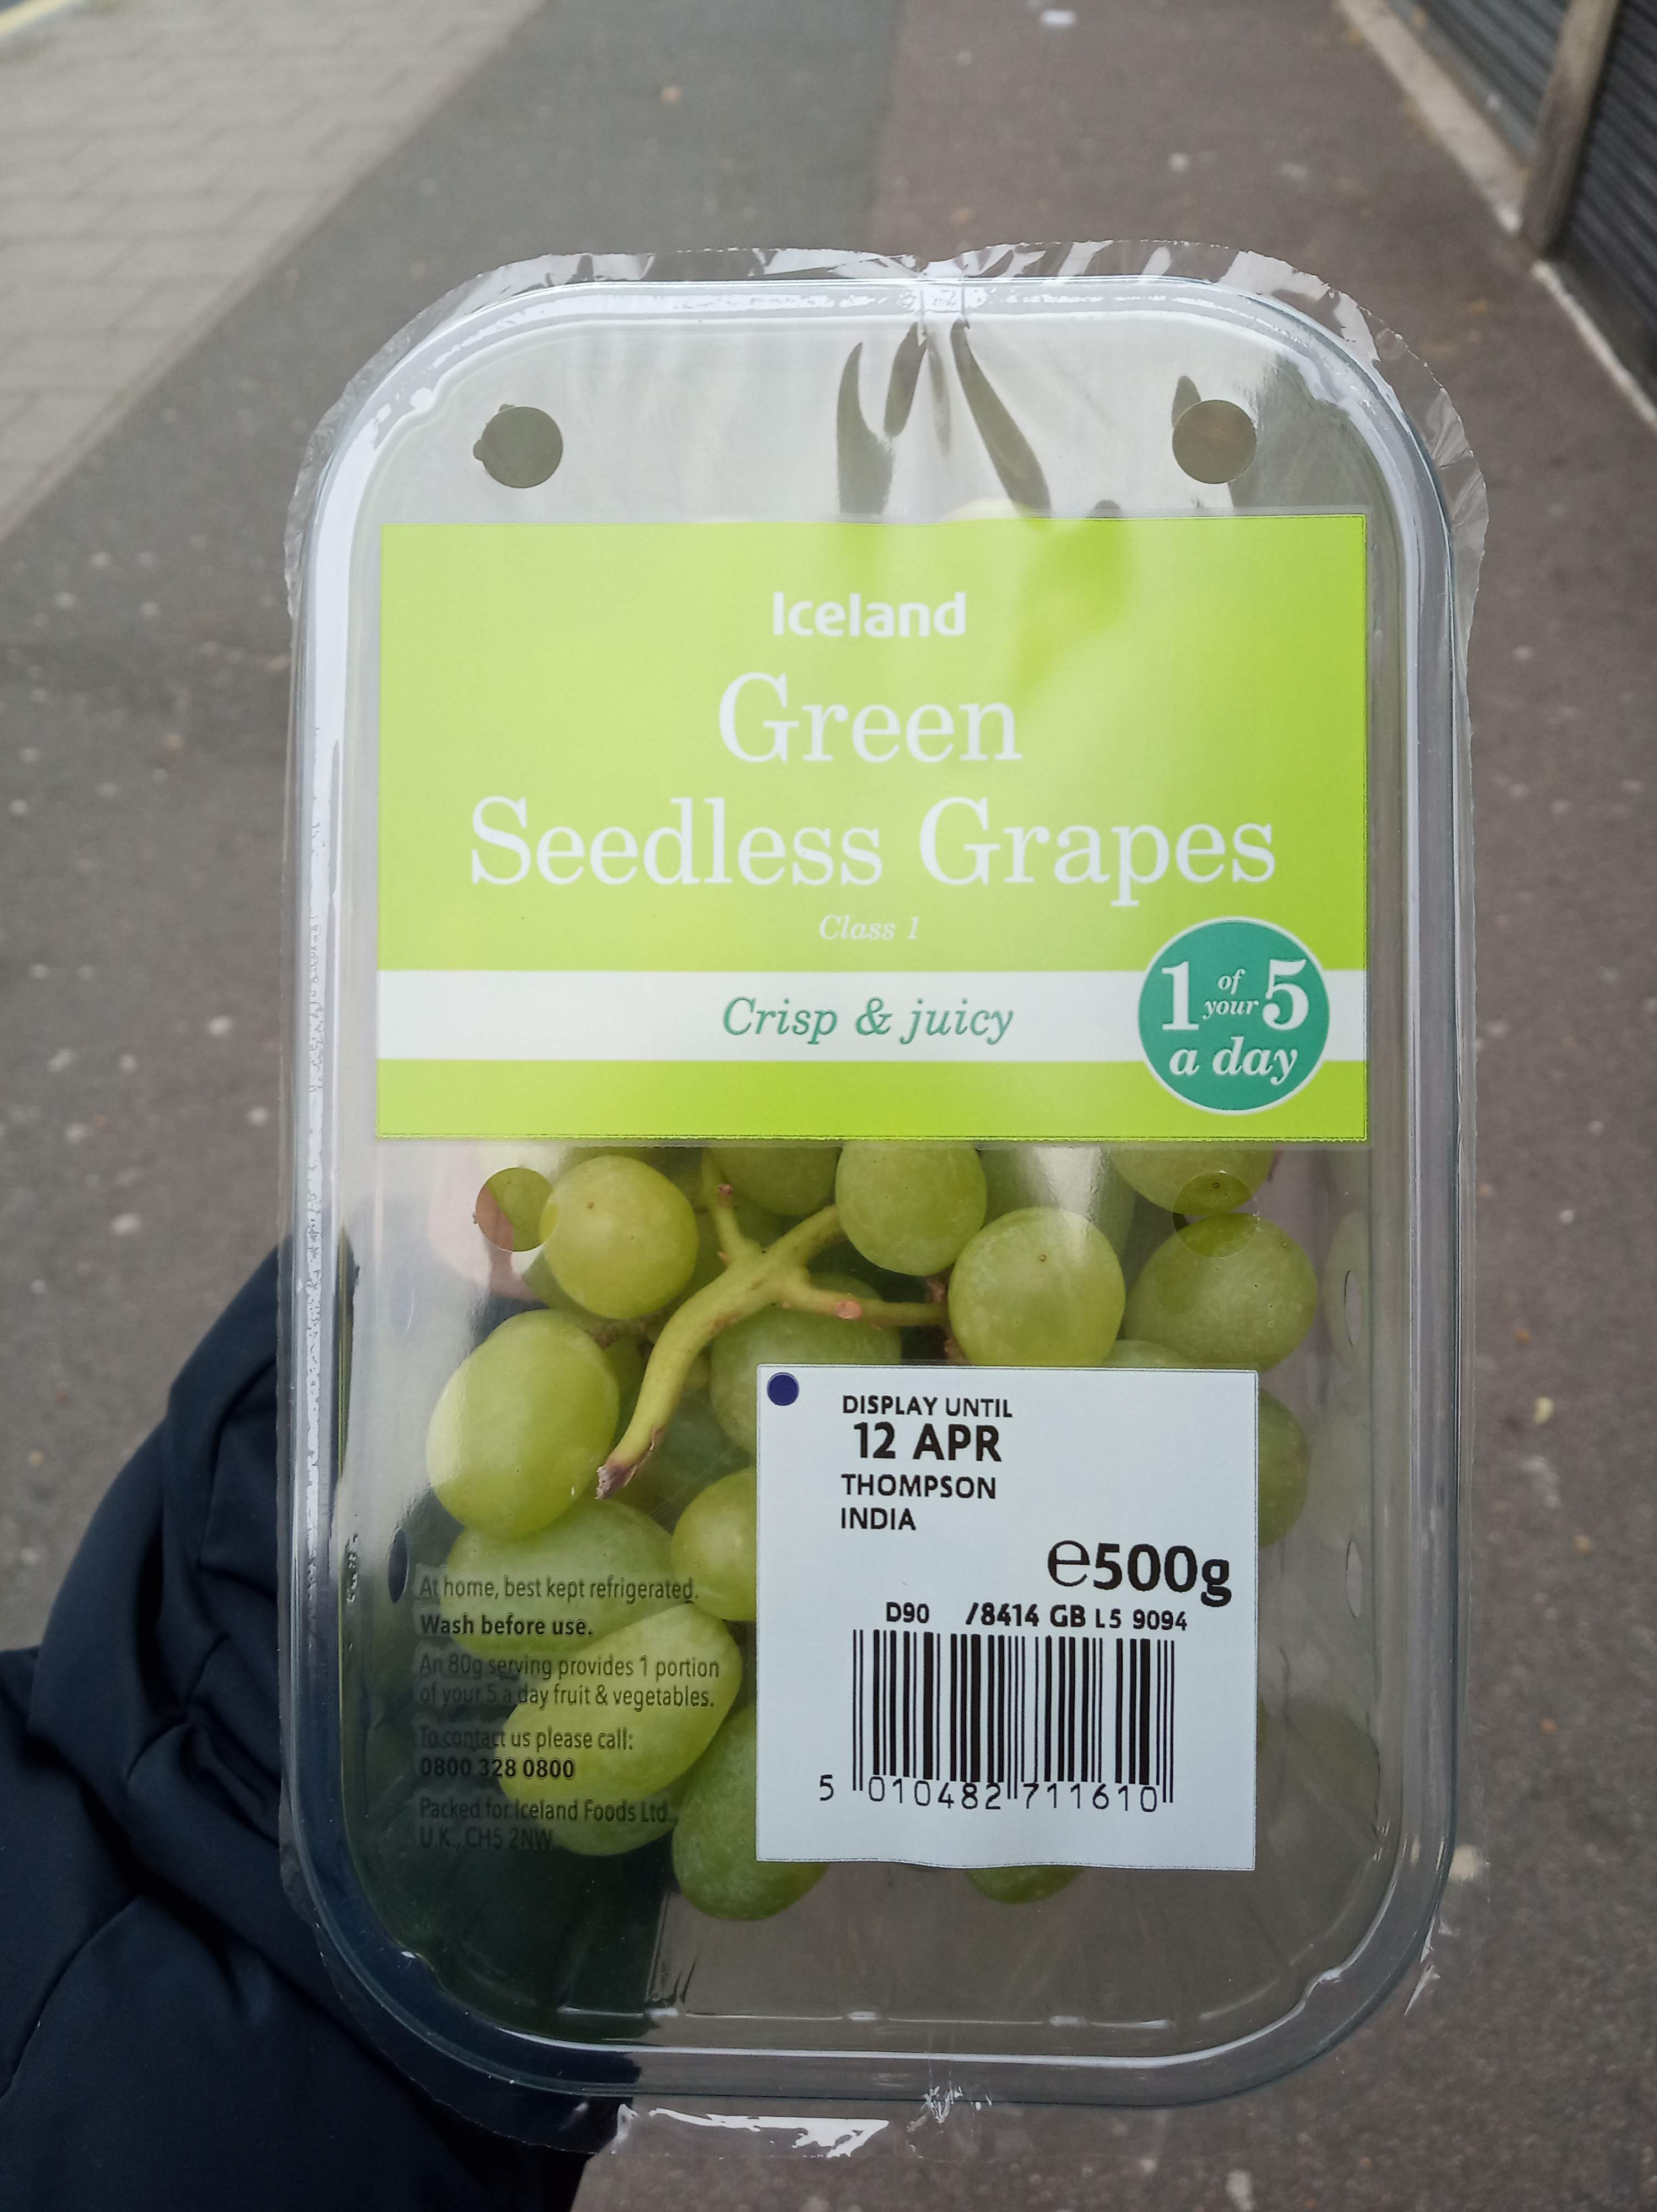 Iceland
Green
Seedless Grapes
Class 1
Crisp & juicy
1 of your 5
a day
DISPLAY UNTIL
12 APR
THOMPSON
INDIA
℮500g
D90 /8414 GB L5 9094
5 010482 711610
At home, best kept refrigerated.
Wash before use.
An 80g serving provides 1 portion
of your 5 a day fruit & vegetables.
To contact us please call:
0800 328 0800
Packed for Iceland Foods Ltd.
U.K., CH5 2NW